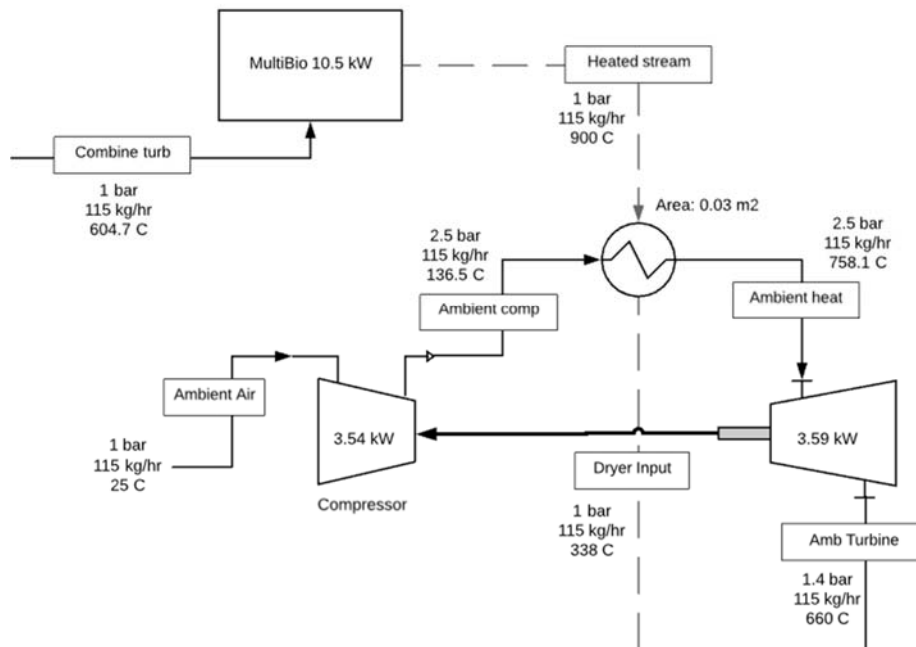 MultiBio 10.5 kW
Heated stream
1 bar
115 kg/hr
900 C
Combine turb
1 bar
115 kg/hr
604.7 C
Area: 0.03 m2
2.5 bar
115 kg/hr
136.5 C
2.5 bar
115 kg/hr
758.1 C
Ambient comp
Ambient heat
Ambient Air
1 bar
115 kg/hr
25 C
3.54 kW
Compressor
3.59 kW
Dryer Input
1 bar
115 kg/hr
338 C
Amb Turbine
1.4 bar
115 kg/hr
660 C